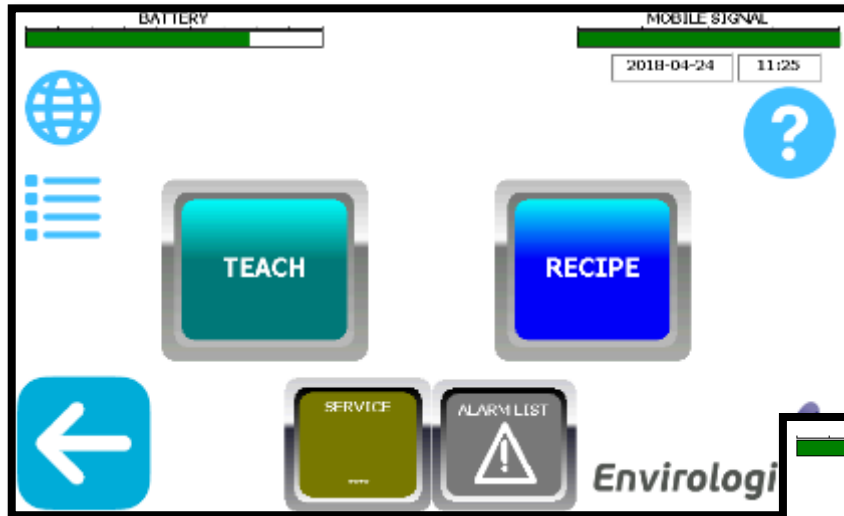 BATTERY
MOBILE SIGNAL
2018-04-24 11:25
?
TEACH
RECIPE
SERVICE
----
ALARM LIST
!
Envirologi